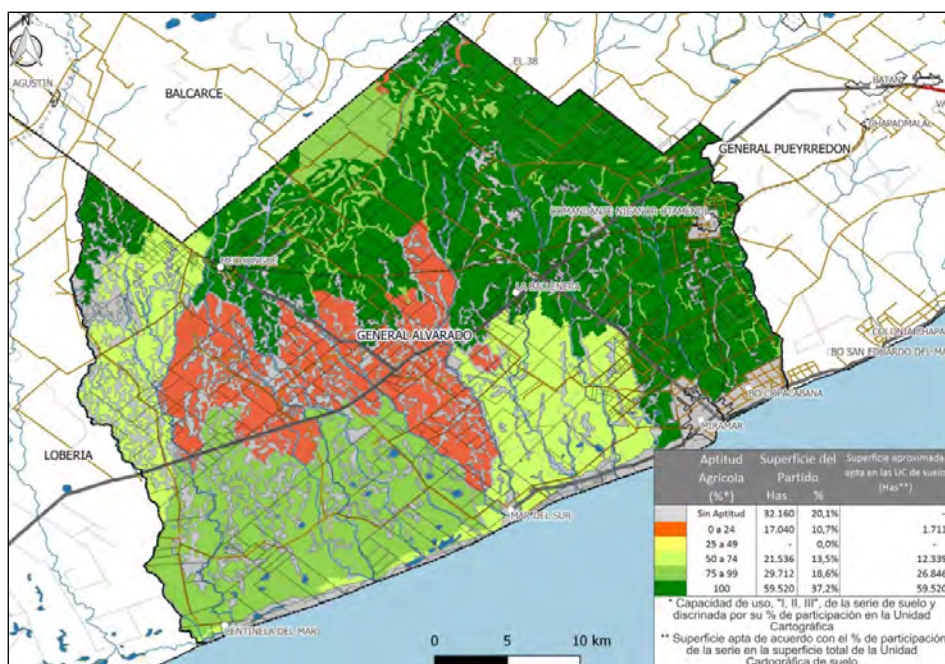 N
EL 38
AGUSTÍN
BALCARCE
BATAN
CHAPADMALAL
GENERAL PUEYRREDON
COMANDANTE NICANOR OTAMENDI
MECHONGUE
LA BALLENERA
GENERAL ALVARADO
COLONIA CHAPA
BO SAN EDUARDO DEL MA
BO COPACABANA
MIRAMAR
LOBERIA
MAR DEL SUR
CENTINELA DEL MAR
0 5 10 km
Aptitud Agrícola (%*) Superficie del Partido Superficie aproximada apta en las UC de suelo (Has**)
Has %
Sin Aptitud 32.160 20,1% -
0 a 24 17.040 10,7% 1.711
25 a 49 - 0,0% -
50 a 74 21.536 13,5% 12.339
75 a 99 29.712 18,6% 26.846
100 59.520 37,2% 59.520
* Capacidad de uso, "I, II, III", de la serie de suelo y
discrinada por su % de participación en la Unidad
Cartográfica
** Superficie apta de acuerdo con el % de participación
de la serie en la superficie total de la Unidad
Cartográfica de suelo